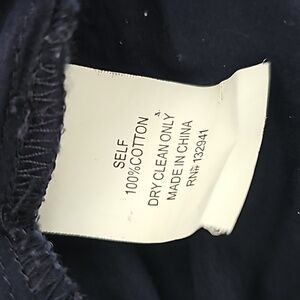 SELF
100%COTTON
DRY CLEAN ONLY
MADE IN CHINA
RN# 132941